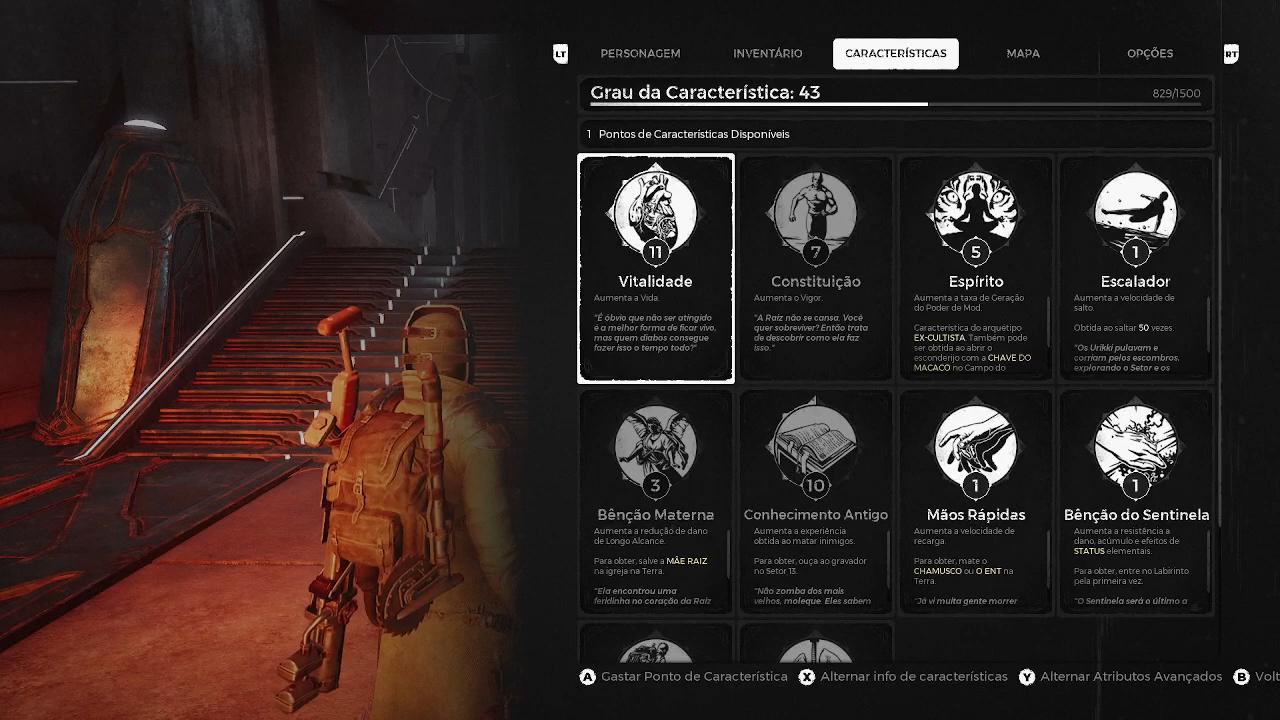 LT PERSONAGEM INVENTÁRIO CARACTERÍSTICAS MAPA OPÇÕES RT
Grau da Característica: 43 829/1500
1 Pontos de Características Disponíveis
11
Vitalidade
Aumenta a Vida.
"É óbvio que não ser atingido
é a melhor forma de ficar vivo,
mas quem diabos consegue
fazer isso o tempo todo?"
7
Constituição
Aumenta o Vigor.
"A Raiz não se cansa. Você
quer sobreviver? Então trata
de descobrir como ela faz
isso."
5
Espírito
Aumenta a taxa de Geração
do Poder de Mod.
Característica do arquétipo
EX-CULTISTA. Também pode
ser obtida ao abrir o
esconderijo com a CHAVE DO
MACACO no Campo do
1
Escalador
Aumenta a velocidade de
salto.
Obtida ao saltar 50 vezes.
"Os Urikki pulavam e
corriam pelos escombros,
explorando o Setor e os
3
Bênção Materna
Aumenta a redução de dano
de Longo Alcance.
Para obter, salve a MÃE RAIZ
na igreja na Terra.
"Ela encontrou uma
feridinha no coração da Raiz
10
Conhecimento Antigo
Aumenta a experiência
obtida ao matar inimigos.
Para obter, ouça ao gravador
no Setor 13.
"Não zomba dos mais
velhos, moleque. Eles sabem
1
Mãos Rápidas
Aumenta a velocidade de
recarga.
Para obter, mate o
CHAMUSCO ou O ENT na
Terra.
"Já vi muita gente morrer
1
Bênção do Sentinela
Aumenta a resistência a
dano, acúmulo e efeitos de
STATUS elementais.
Para obter, entre no Labirinto
pela primeira vez.
"O Sentinela será o último a
A Gastar Ponto de Característica X Alternar info de características Y Alternar Atributos Avançados B Volt